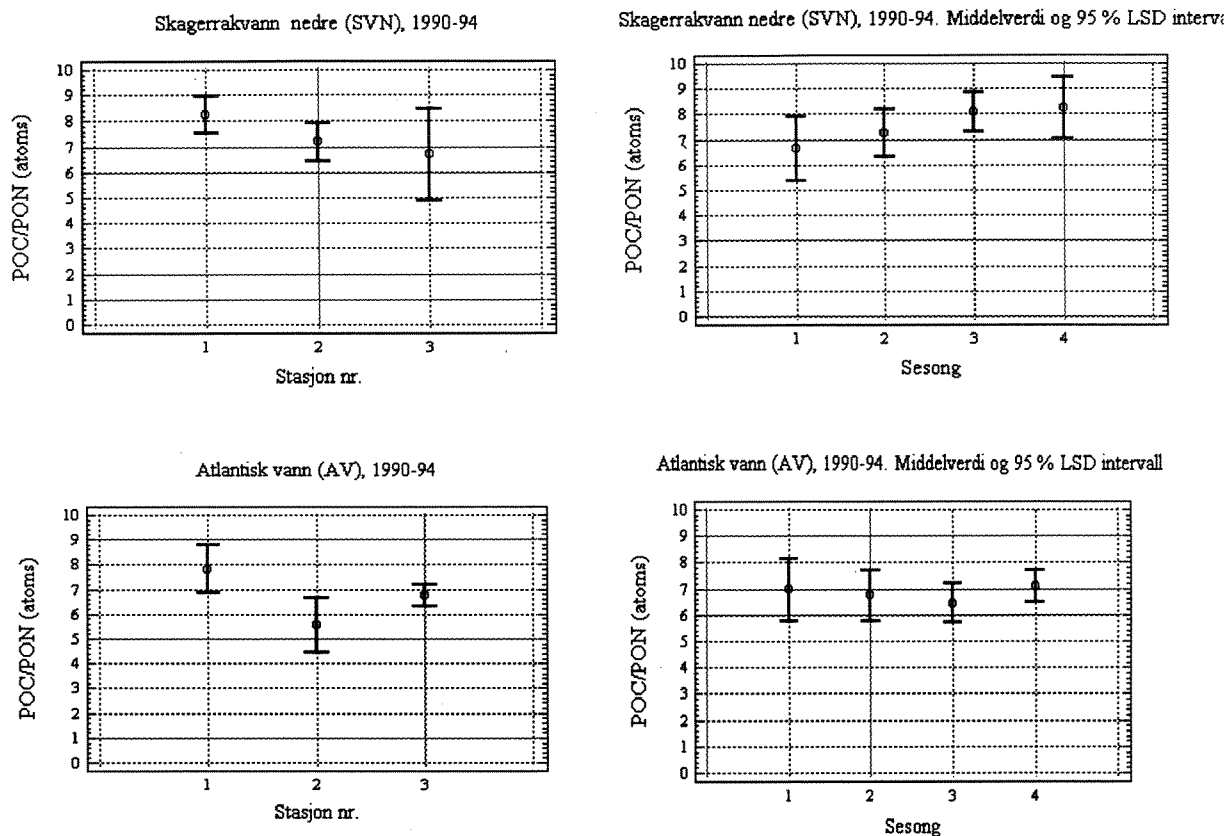 Skagerrakvann nedre (SVN), 1990-94
POC/PON (atoms)
10
9
8
7
6
5
4
3
2
1
0
1 2 3
Stasjon nr.
Skagerrakvann nedre (SVN), 1990-94. Middelverdi og 95 % LSD interva
POC/PON (atoms)
10
9
8
7
6
5
4
3
2
1
0
1 2 3 4
Sesong
Atlantisk vann (AV), 1990-94
POC/PON (atoms)
10
9
8
7
6
5
4
3
2
1
0
1 2 3
Stasjon nr.
Atlantisk vann (AV), 1990-94. Middelverdi og 95 % LSD intervall
POC/PON (atoms)
10
9
8
7
6
5
4
3
2
1
0
1 2 3 4
Sesong